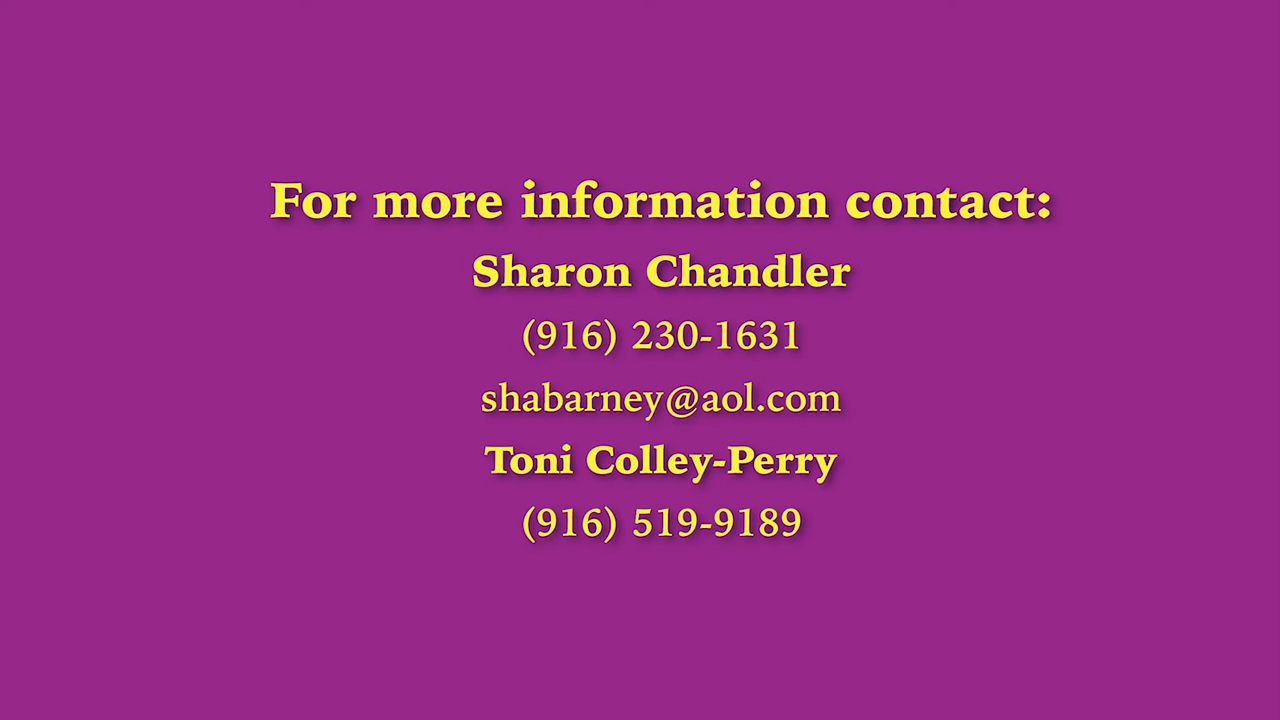 For more information contact:
Sharon Chandler
(916) 230-1631
shabarney@aol.com
Toni Colley-Perry
(916) 519-9189